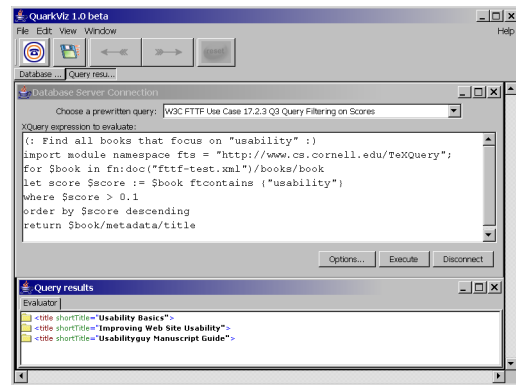 QuarkViz 1.0 beta
File Edit View Window Help
Database ... Query resu...
Database Server Connection
Choose a prewritten query: W3C FTTF Use Case 17.2.3 Q3 Query Filtering on Scores
XQuery expression to evaluate:
(: Find all books that focus on "usability" :)
import module namespace fts = "http://www.cs.cornell.edu/TeXQuery";
for $book in fn:doc("fttf-test.xml")/books/book
let score $score := $book ftcontains {"usability"}
where $score > 0.1
order by $score descending
return $book/metadata/title
Options... Execute Disconnect
Query results
Evaluator
<title shortTitle="Usability Basics">
<title shortTitle="Improving Web Site Usability">
<title shortTitle="Usabilityguy Manuscript Guide">